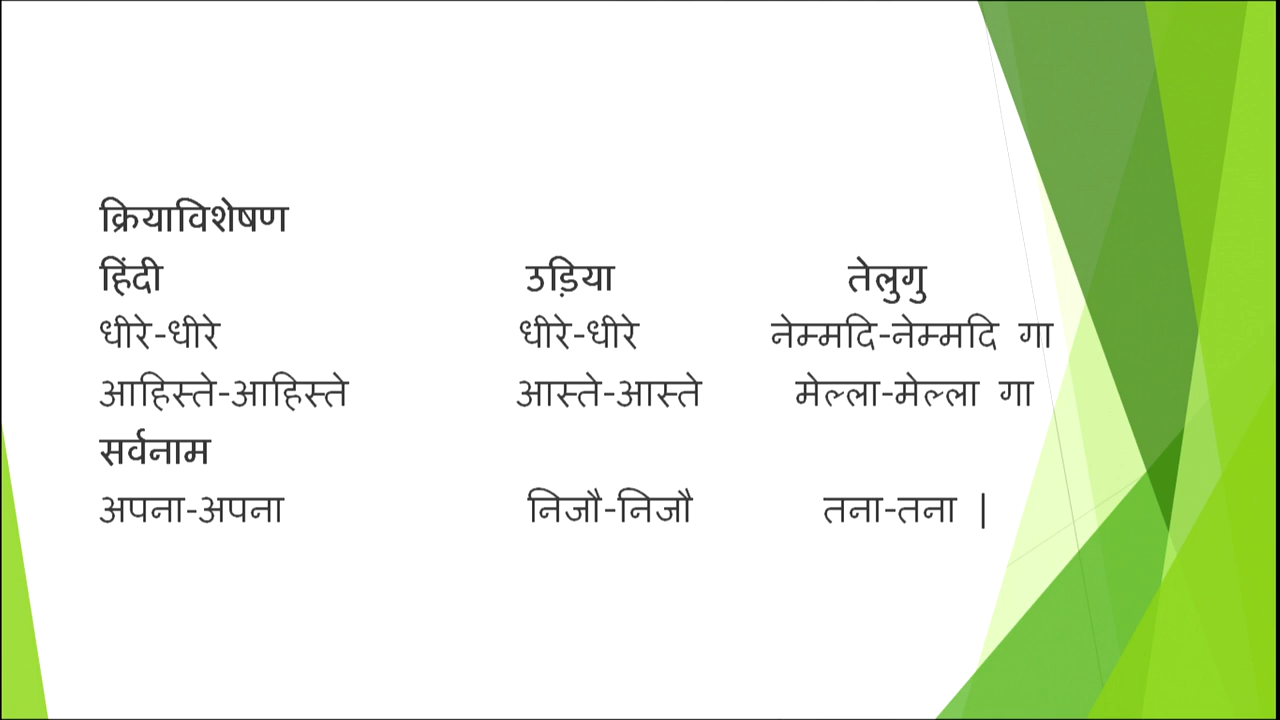 क्रियाविशेषण
हिंदी उड़िया तेलुगु
धीरे-धीरे धीरे-धीरे नेम्मदि-नेम्मदि गा
आहिस्ते-आहिस्ते आस्ते-आस्ते मेल्ला-मेल्ला गा
सर्वनाम
अपना-अपना निजौ-निजौ तना-तना |